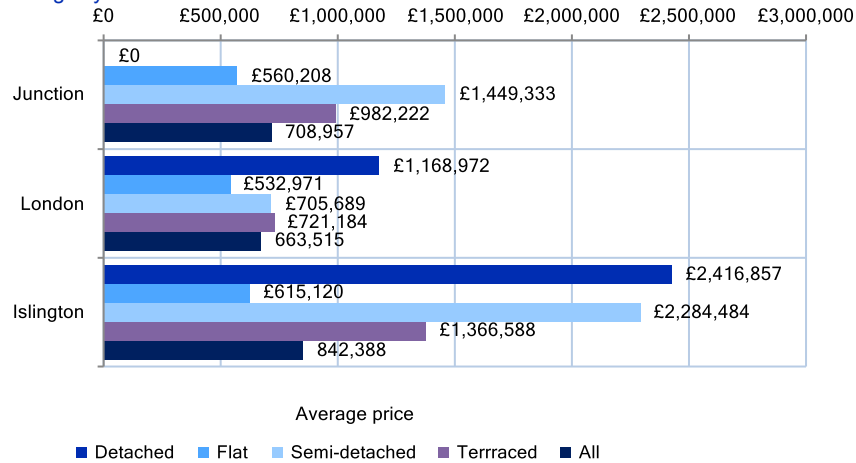 £0 £500,000 £1,000,000 £1,500,000 £2,000,000 £2,500,000 £3,000,000
£0
£560,208
Junction £1,449,333
£982,222
708,957
£1,168,972
£532,971
London £705,689
£721,184
663,515
£2,416,857
£615,120
Islington £2,284,484
£1,366,588
842,388
Average price
Detached Flat Semi-detached Terrraced All